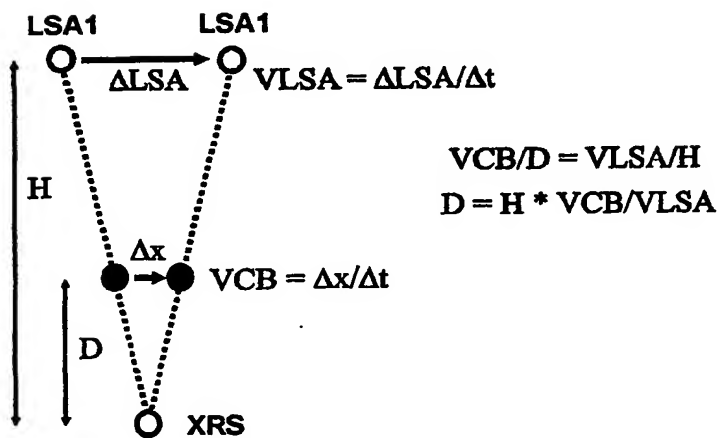 LSA1 LSA1
ΔLSA
VLSA = ΔLSA/Δt
VCB/D = VLSA/H
D = H * VCB/VLSA
H
Δx
VCB = Δx/Δt
D
XRS